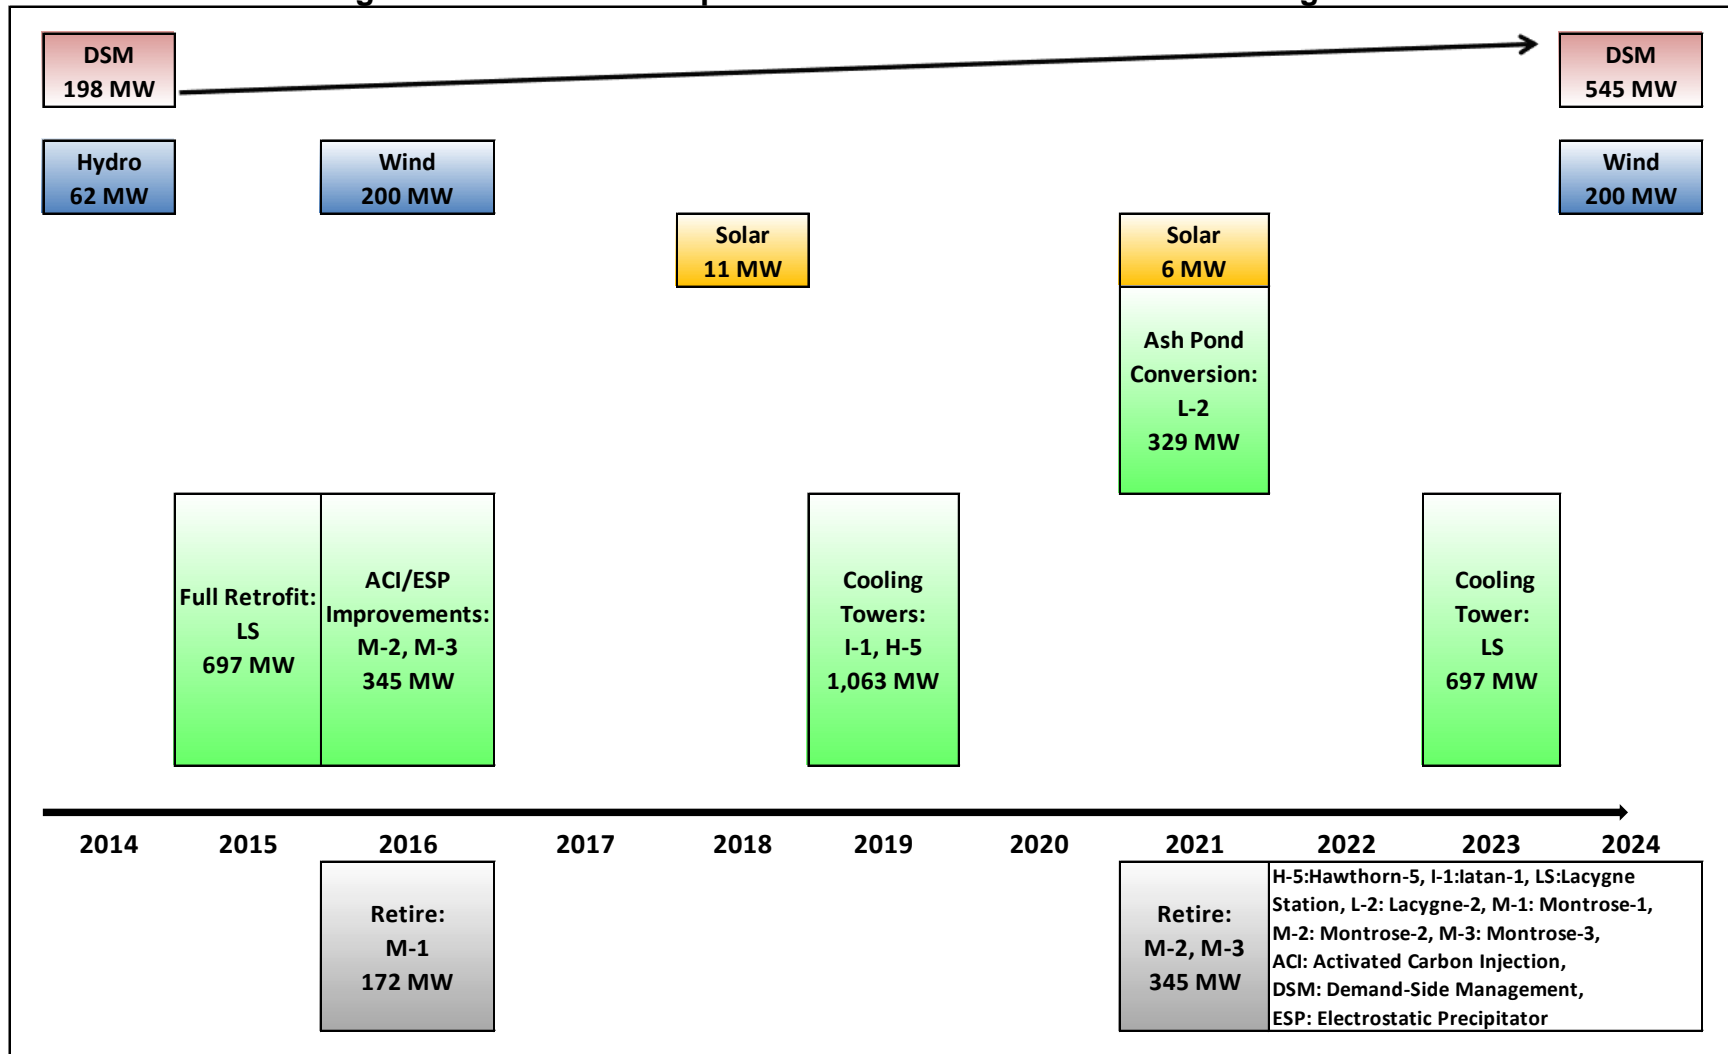 DSM
198 MW
DSM
545 MW
Hydro
62 MW
Wind
200 MW
Wind
200 MW
Solar
11 MW
Solar
6 MW
Ash Pond
Conversion:
L-2
329 MW
Full Retrofit:
LS
697 MW
ACI/ESP
Improvements:
M-2, M-3
345 MW
Cooling
Towers:
I-1, H-5
1,063 MW
Cooling
Tower:
LS
697 MW
2014 2015 2016 2017 2018 2019 2020 2021 2022 2023 2024
Retire:
M-1
172 MW
Retire:
M-2, M-3
345 MW
H-5:Hawthorn-5, I-1:Iatan-1, LS:Lacygne
Station, L-2: Lacygne-2, M-1: Montrose-1,
M-2: Montrose-2, M-3: Montrose-3,
ACI: Activated Carbon Injection,
DSM: Demand-Side Management,
ESP: Electrostatic Precipitator